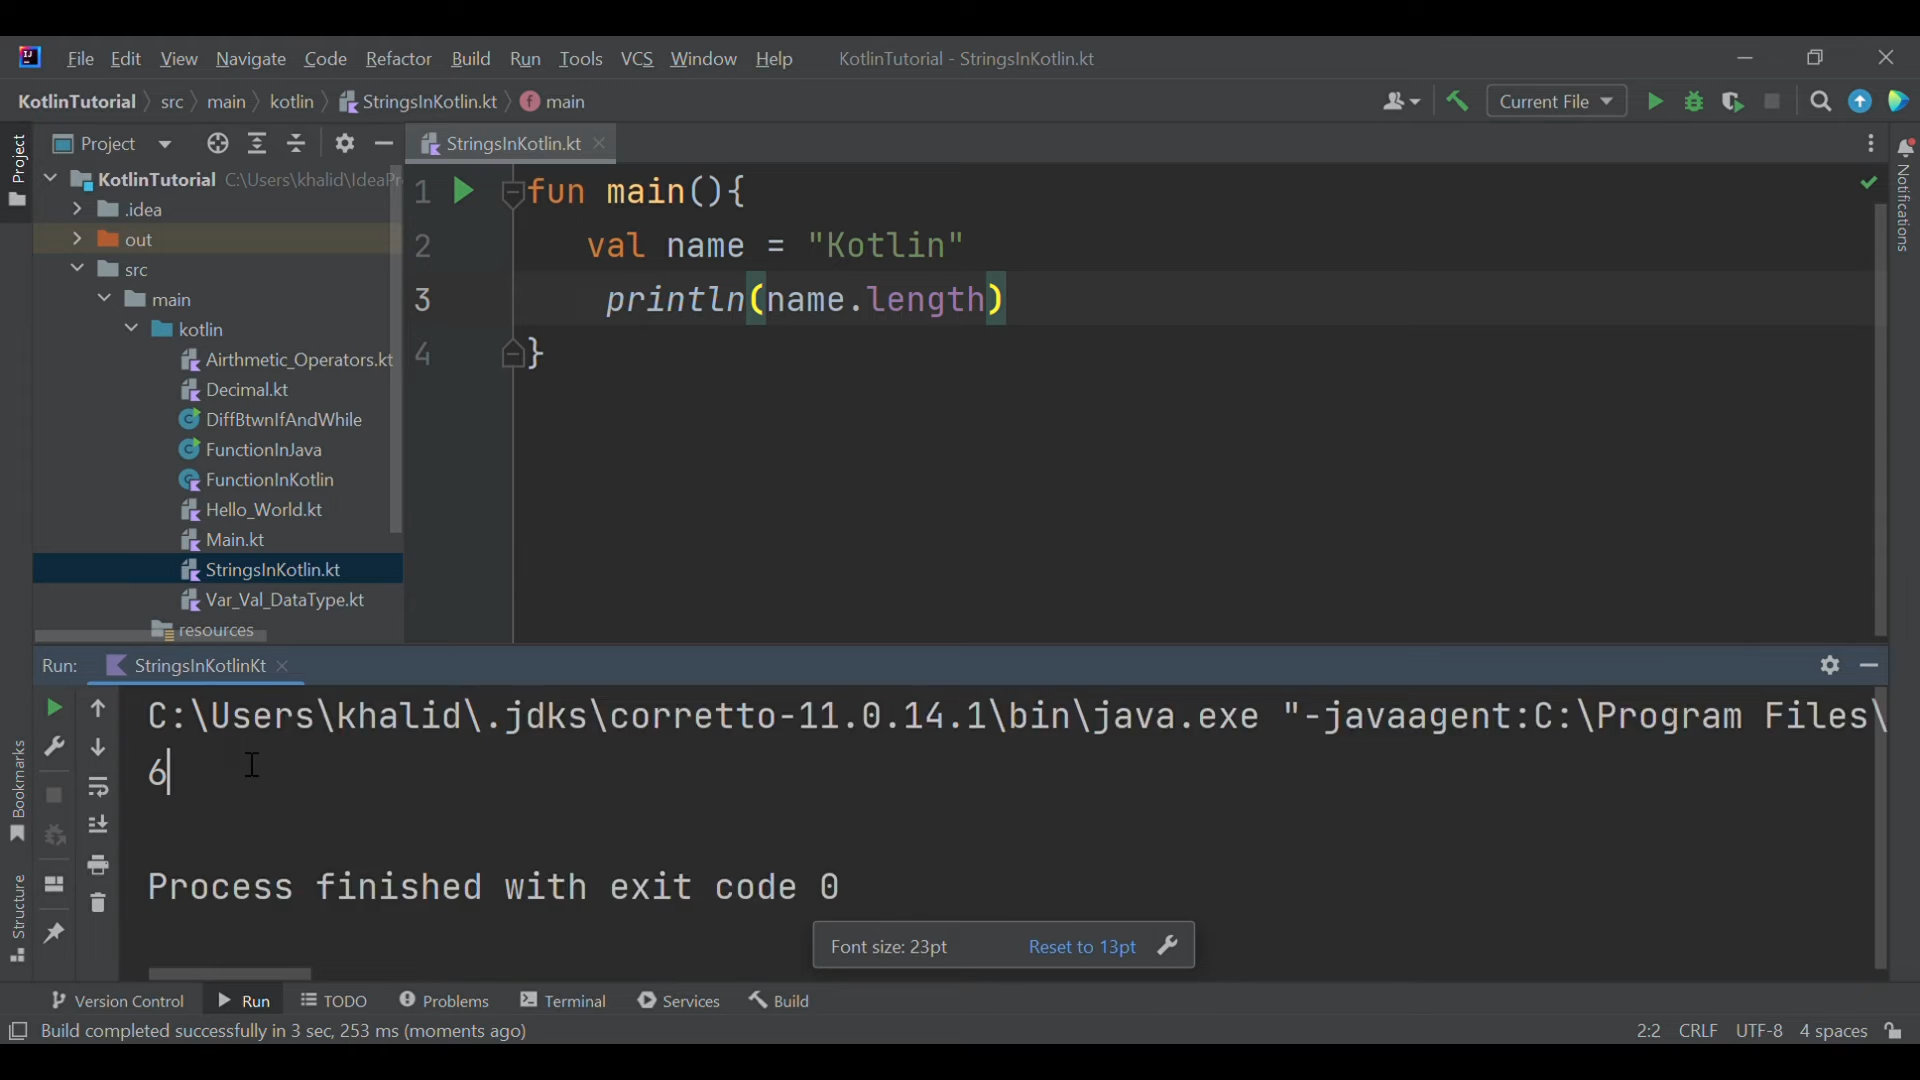 File Edit View Navigate Code Refactor Build Run Tools VCS Window Help KotlinTutorial - StringsInKotlin.kt
KotlinTutorial src main kotlin StringsInKotlin.kt main Current File
Project
Project
StringsInKotlin.kt
Notifications
KotlinTutorial C:\Users\khalid\IdeaPr
.idea
out
src
main
kotlin
Airthmetic_Operators.kt
Decimal.kt
DiffBtwnIfAndWhile
FunctionInJava
FunctionInKotlin
Hello_World.kt
Main.kt
StringsInKotlin.kt
Var_Val_DataType.kt
resources
1 fun main(){
2 val name = "Kotlin"
3 println(name.length)
4 }
Run: StringsInKotlinKt
C:\Users\khalid\.jdks\corretto-11.0.14.1\bin\java.exe "-javaagent:C:\Program Files\
6
Process finished with exit code 0
Font size: 23pt Reset to 13pt
Bookmarks
Structure
Version Control Run TODO Problems Terminal Services Build
Build completed successfully in 3 sec, 253 ms (moments ago) 2:2 CRLF UTF-8 4 spaces